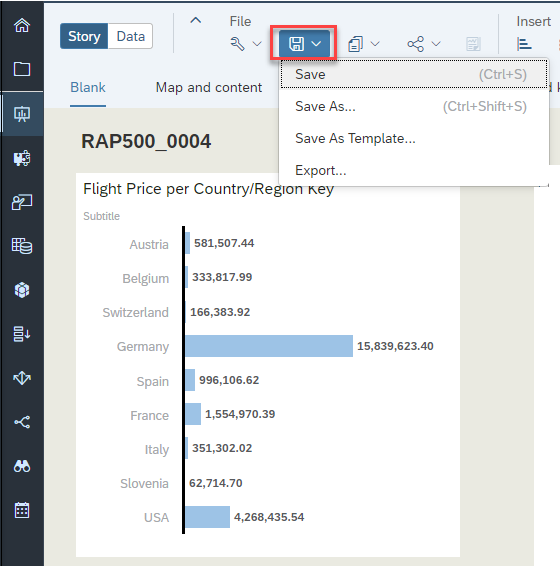 File
Insert
Story Data
Save (Ctrl+S)
Blank
Map and content
Save As... (Ctrl+Shift+S)
RAP500_0004
Save As Template...
Export...
Flight Price per Country/Region Key
Subtitle
Austria 581,507.44
Belgium 333,817.99
Switzerland 166,383.92
Germany 15,839,623.40
Spain 996,106.62
France 1,554,970.39
Italy 351,302.02
Slovenia 62,714.70
USA 4,268,435.54